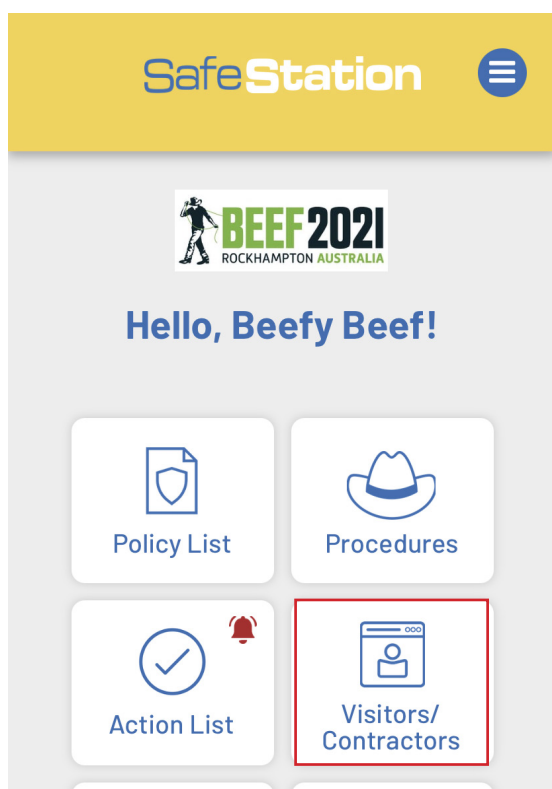 SafeStation
BEEF2021
ROCKHAMPTON AUSTRALIA
Hello, Beefy Beef!
Policy List
Procedures
Action List
Visitors/
Contractors